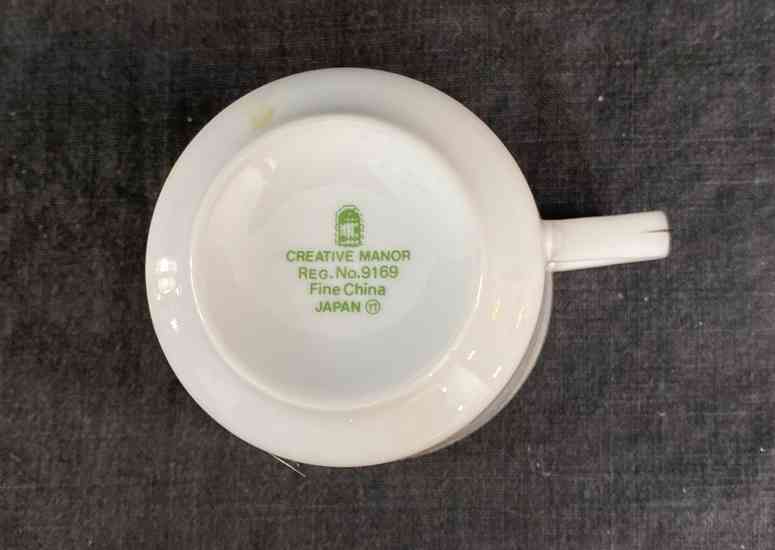 CREATIVE MANOR
REG. No.9169
Fine China
JAPAN